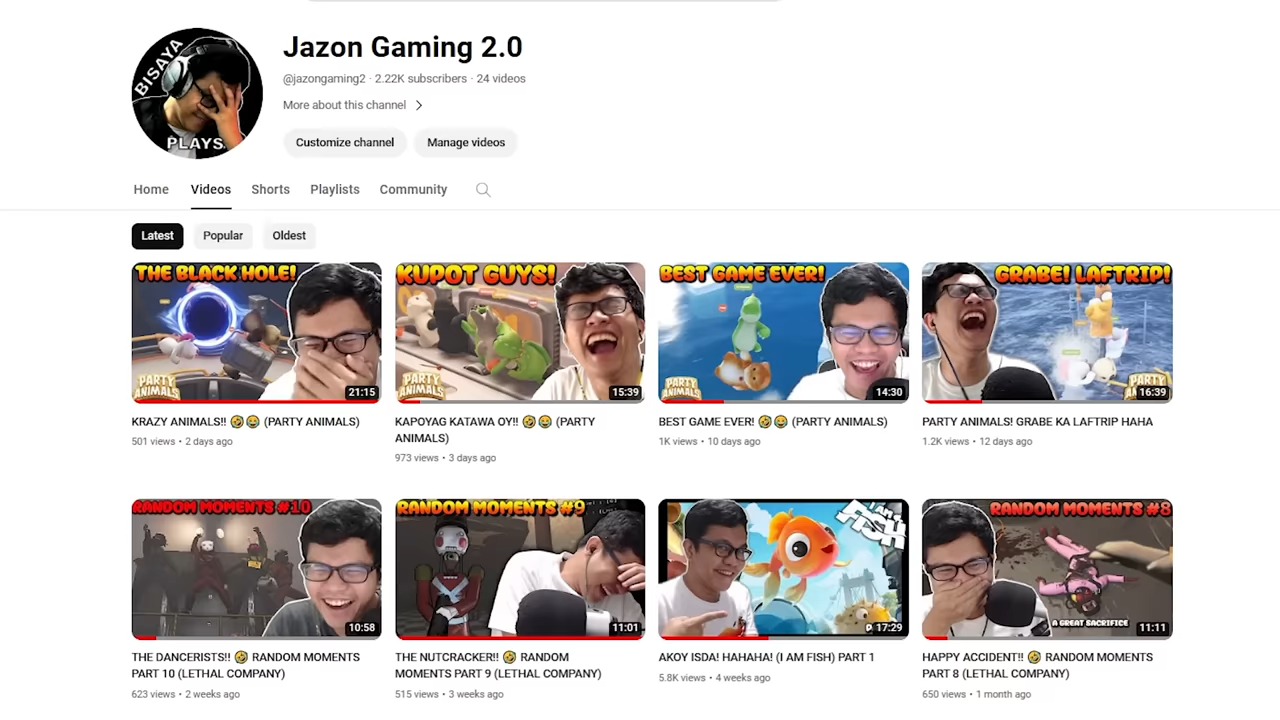 BISAYA
PLAYS
Jazon Gaming 2.0
@jazongaming2 · 2.22K subscribers · 24 videos
More about this channel
Customize channel
Manage videos
Home
Videos
Shorts
Playlists
Community
Latest
Popular
Oldest
THE BLACK HOLE!
PARTY
ANIMALS
21:15
KUPOT GUYS!
PARTY
ANIMALS
15:39
BEST GAME EVER!
PARTY
ANIMALS
14:30
GRABE! LAFTRIP!
PARTY
16:39
KRAZY ANIMALS!! 🤣😂 (PARTY ANIMALS)
501 views • 2 days ago
KAPOYAG KATAWA OY!! 🤣😂 (PARTY
ANIMALS)
973 views • 3 days ago
BEST GAME EVER! 🤣😂 (PARTY ANIMALS)
1K views • 10 days ago
PARTY ANIMALS! GRABE KA LAFTRIP HAHA
1.2K views • 12 days ago
RANDOM MOMENTS #10
10:58
RANDOM MOMENTS #9
11:01
I AM
FISH
17:29
RANDOM MOMENTS #8
A GREAT SACRIFICE
11:11
THE DANCERISTS!! 🤣 RANDOM MOMENTS
PART 10 (LETHAL COMPANY)
623 views • 2 weeks ago
THE NUTCRACKER!! 🤣 RANDOM
MOMENTS PART 9 (LETHAL COMPANY)
515 views • 3 weeks ago
AKOY ISDA! HAHAHA! (I AM FISH) PART 1
5.8K views • 4 weeks ago
HAPPY ACCIDENT!! 🤣 RANDOM MOMENTS
PART 8 (LETHAL COMPANY)
650 views • 1 month ago